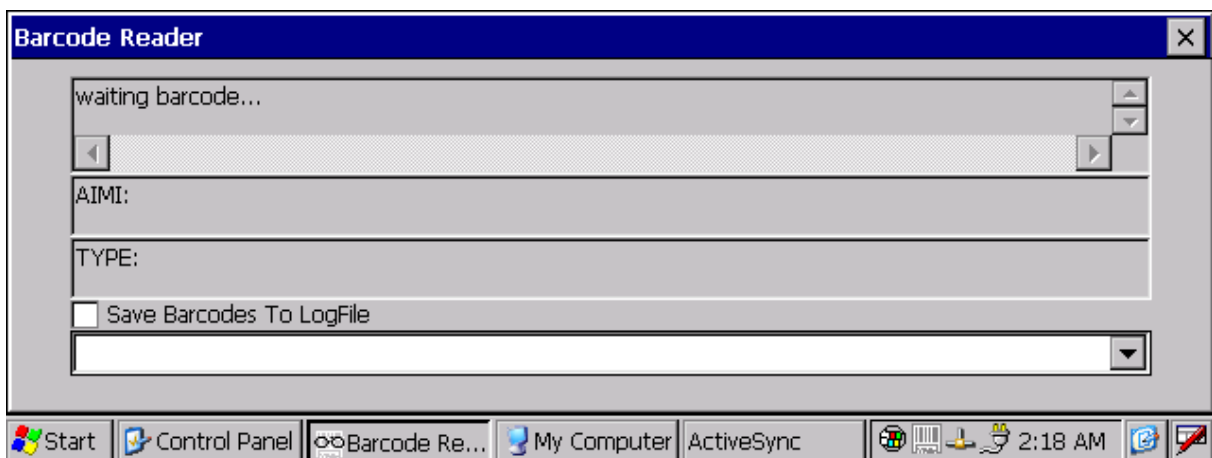 Barcode Reader
waiting barcode...
AIMI:
TYPE:
Save Barcodes To LogFile
Start Control Panel Barcode Re... My Computer ActiveSync 2:18 AM